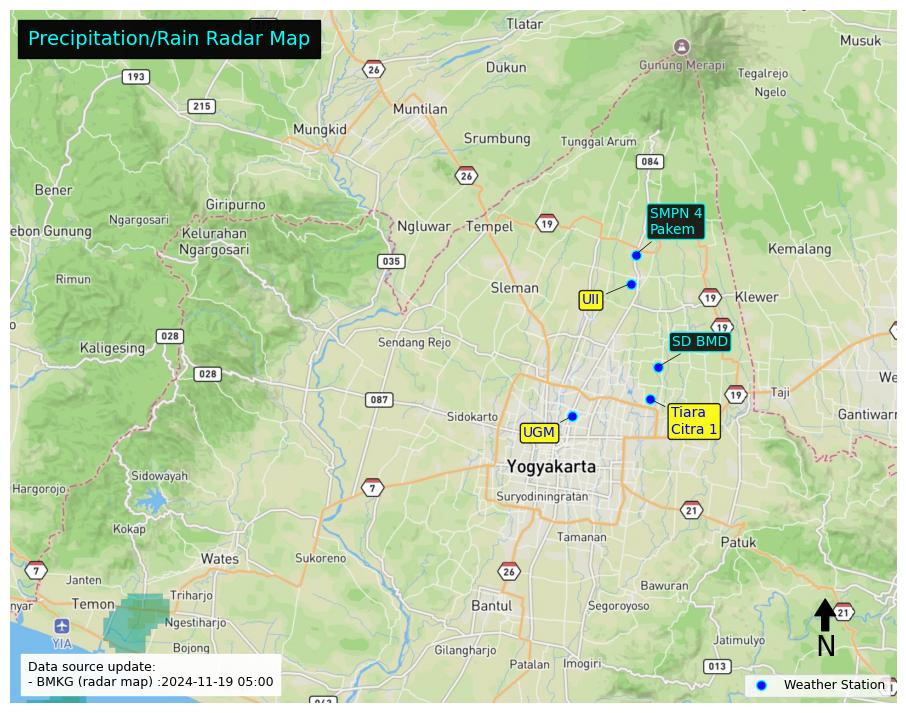 Precipitation/Rain Radar Map
Tlatar
Musuk
26
Gunung Merapi
193
Dukun
Tegalrejo
Ngelo
215
Muntilan
Mungkid
Srumbung
Tunggal Arum
084
26
Bener
Giripurno
SMPN 4
Pakem
Ngargosari
Ngluwar
Tempel
19
ebon Gunung
Kelurahan
Ngargosari
Kemalang
035
Rimun
Sleman
UII
19
Klewer
19
028
SD BMD
Kaligesing
Sendang Rejo
028
We
087
19
Taji
Sidokarto
Tiara
Citra 1
Gantiwarn
UGM
Yogyakarta
Sidowayah
Hargorojo
7
Suryodiningratan
21
Kokap
Tamanan
Patuk
Wates
Sukoreno
7
26
Janten
Bawuran
nyar
Temon
Triharjo
Bantul
Segoroyoso
21
Ngestiharjo
YIA
N
Bojong
Gilangharjo
Jatimulyo
Data source update:
- BMKG (radar map) :2024-11-19 05:00
Patalan
Imogiri
013
Weather Station